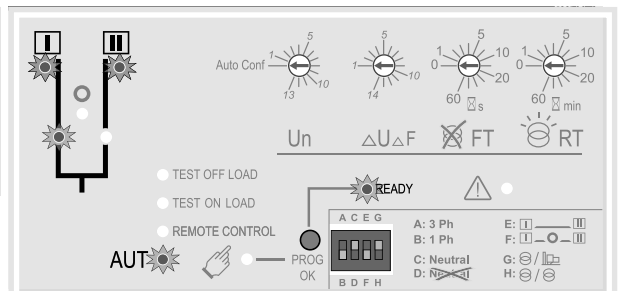 I II
5 5 5 5
1 1 1 10 1 10
Auto Conf 0 0
10 10 20 20
13 14 60 s 60 min
Un △U△F FT RT
TEST OFF LOAD
READY
TEST ON LOAD
A C E G A: 3 Ph E: I II
REMOTE CONTROL B: 1 Ph F: I O II
AUT
PROG C: Neutral G: /
OK D: Neutral H: /
B D F H